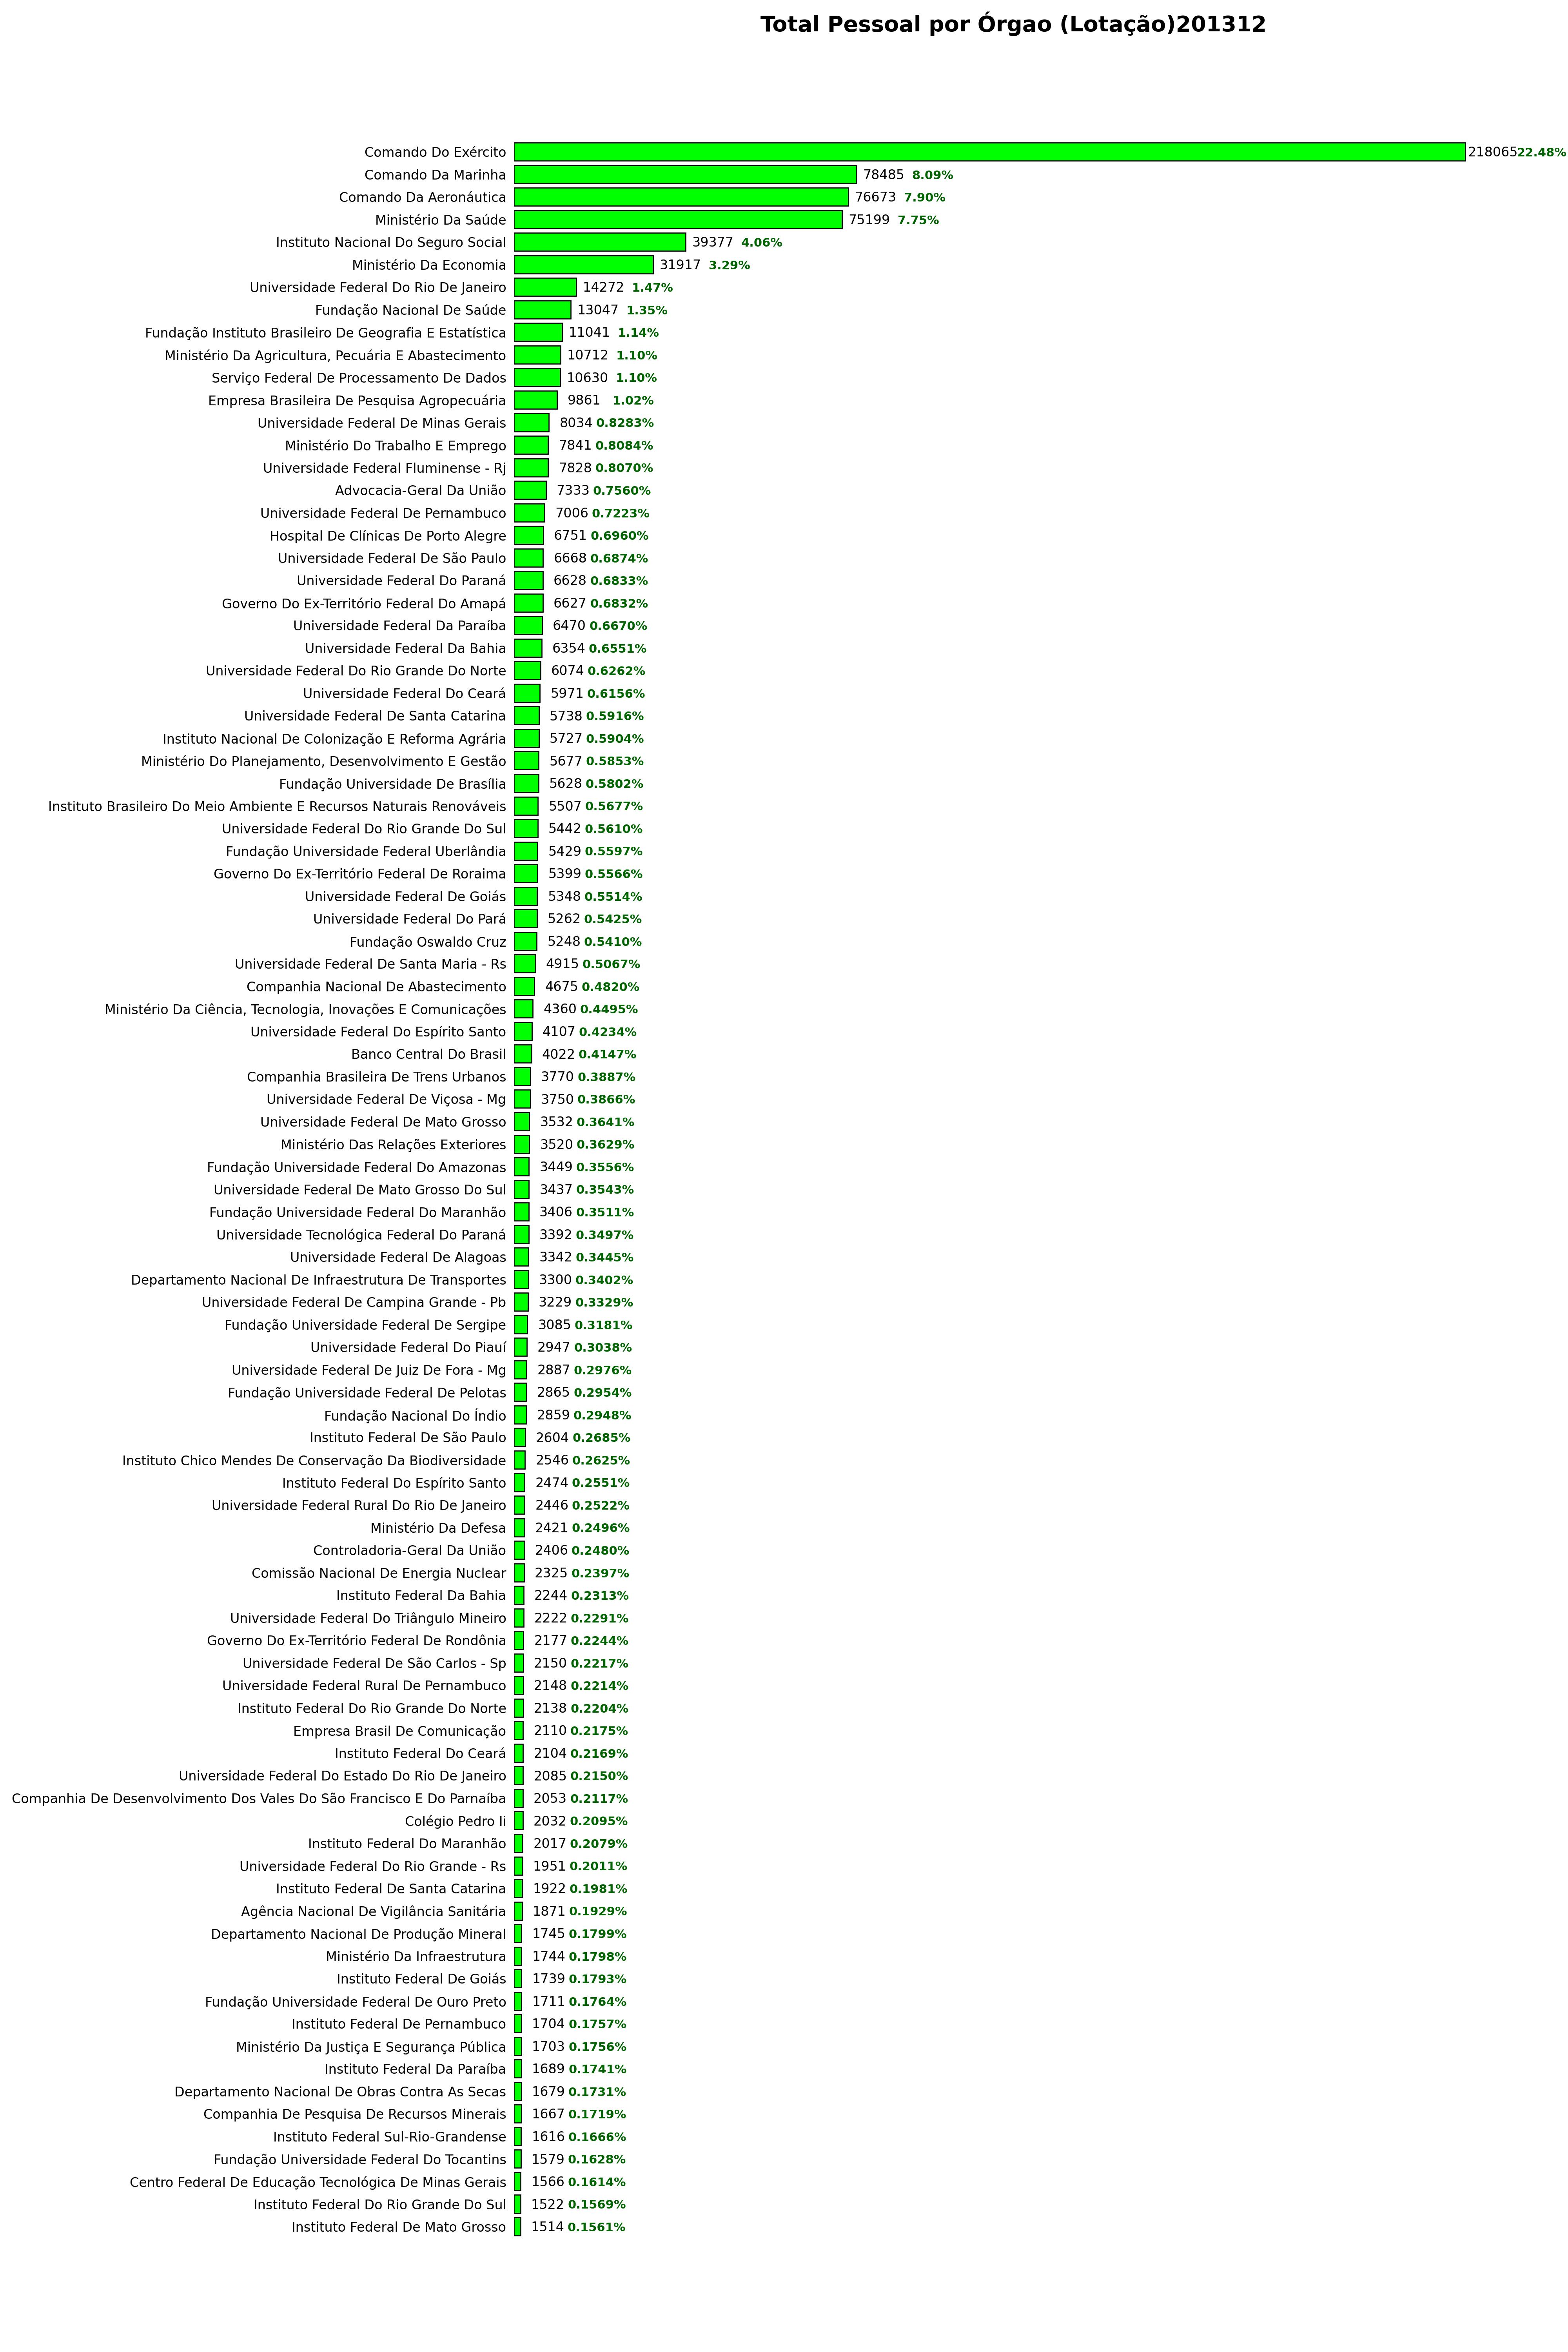 Total Pessoal por Órgao (Lotação)201312
Comando Do Exército 218065 22.48%
Comando Da Marinha 78485 8.09%
Comando Da Aeronáutica 76673 7.90%
Ministério Da Saúde 75199 7.75%
Instituto Nacional Do Seguro Social 39377 4.06%
Ministério Da Economia 31917 3.29%
Universidade Federal Do Rio De Janeiro 14272 1.47%
Fundação Nacional De Saúde 13047 1.35%
Fundação Instituto Brasileiro De Geografia E Estatística 11041 1.14%
Ministério Da Agricultura, Pecuária E Abastecimento 10712 1.10%
Serviço Federal De Processamento De Dados 10630 1.10%
Empresa Brasileira De Pesquisa Agropecuária 9861 1.02%
Universidade Federal De Minas Gerais 8034 0.8283%
Ministério Do Trabalho E Emprego 7841 0.8084%
Universidade Federal Fluminense - Rj 7828 0.8070%
Advocacia-Geral Da União 7333 0.7560%
Universidade Federal De Pernambuco 7006 0.7223%
Hospital De Clínicas De Porto Alegre 6751 0.6960%
Universidade Federal De São Paulo 6668 0.6874%
Universidade Federal Do Paraná 6628 0.6833%
Governo Do Ex-Território Federal Do Amapá 6627 0.6832%
Universidade Federal Da Paraíba 6470 0.6670%
Universidade Federal Da Bahia 6354 0.6551%
Universidade Federal Do Rio Grande Do Norte 6074 0.6262%
Universidade Federal Do Ceará 5971 0.6156%
Universidade Federal De Santa Catarina 5738 0.5916%
Instituto Nacional De Colonização E Reforma Agrária 5727 0.5904%
Ministério Do Planejamento, Desenvolvimento E Gestão 5677 0.5853%
Fundação Universidade De Brasília 5628 0.5802%
Instituto Brasileiro Do Meio Ambiente E Recursos Naturais Renováveis 5507 0.5677%
Universidade Federal Do Rio Grande Do Sul 5442 0.5610%
Fundação Universidade Federal Uberlândia 5429 0.5597%
Governo Do Ex-Território Federal De Roraima 5399 0.5566%
Universidade Federal De Goiás 5348 0.5514%
Universidade Federal Do Pará 5262 0.5425%
Fundação Oswaldo Cruz 5248 0.5410%
Universidade Federal De Santa Maria - Rs 4915 0.5067%
Companhia Nacional De Abastecimento 4675 0.4820%
Ministério Da Ciência, Tecnologia, Inovações E Comunicações 4360 0.4495%
Universidade Federal Do Espírito Santo 4107 0.4234%
Banco Central Do Brasil 4022 0.4147%
Companhia Brasileira De Trens Urbanos 3770 0.3887%
Universidade Federal De Viçosa - Mg 3750 0.3866%
Universidade Federal De Mato Grosso 3532 0.3641%
Ministério Das Relações Exteriores 3520 0.3629%
Fundação Universidade Federal Do Amazonas 3449 0.3556%
Universidade Federal De Mato Grosso Do Sul 3437 0.3543%
Fundação Universidade Federal Do Maranhão 3406 0.3511%
Universidade Tecnológica Federal Do Paraná 3392 0.3497%
Universidade Federal De Alagoas 3342 0.3445%
Departamento Nacional De Infraestrutura De Transportes 3300 0.3402%
Universidade Federal De Campina Grande - Pb 3229 0.3329%
Fundação Universidade Federal De Sergipe 3085 0.3181%
Universidade Federal Do Piauí 2947 0.3038%
Universidade Federal De Juiz De Fora - Mg 2887 0.2976%
Fundação Universidade Federal De Pelotas 2865 0.2954%
Fundação Nacional Do Índio 2859 0.2948%
Instituto Federal De São Paulo 2604 0.2685%
Instituto Chico Mendes De Conservação Da Biodiversidade 2546 0.2625%
Instituto Federal Do Espírito Santo 2474 0.2551%
Universidade Federal Rural Do Rio De Janeiro 2446 0.2522%
Ministério Da Defesa 2421 0.2496%
Controladoria-Geral Da União 2406 0.2480%
Comissão Nacional De Energia Nuclear 2325 0.2397%
Instituto Federal Da Bahia 2244 0.2313%
Universidade Federal Do Triângulo Mineiro 2222 0.2291%
Governo Do Ex-Território Federal De Rondônia 2177 0.2244%
Universidade Federal De São Carlos - Sp 2150 0.2217%
Universidade Federal Rural De Pernambuco 2148 0.2214%
Instituto Federal Do Rio Grande Do Norte 2138 0.2204%
Empresa Brasil De Comunicação 2110 0.2175%
Instituto Federal Do Ceará 2104 0.2169%
Universidade Federal Do Estado Do Rio De Janeiro 2085 0.2150%
Companhia De Desenvolvimento Dos Vales Do São Francisco E Do Parnaíba 2053 0.2117%
Colégio Pedro Ii 2032 0.2095%
Instituto Federal Do Maranhão 2017 0.2079%
Universidade Federal Do Rio Grande - Rs 1951 0.2011%
Instituto Federal De Santa Catarina 1922 0.1981%
Agência Nacional De Vigilância Sanitária 1871 0.1929%
Departamento Nacional De Produção Mineral 1745 0.1799%
Ministério Da Infraestrutura 1744 0.1798%
Instituto Federal De Goiás 1739 0.1793%
Fundação Universidade Federal De Ouro Preto 1711 0.1764%
Instituto Federal De Pernambuco 1704 0.1757%
Ministério Da Justiça E Segurança Pública 1703 0.1756%
Instituto Federal Da Paraíba 1689 0.1741%
Departamento Nacional De Obras Contra As Secas 1679 0.1731%
Companhia De Pesquisa De Recursos Minerais 1667 0.1719%
Instituto Federal Sul-Rio-Grandense 1616 0.1666%
Fundação Universidade Federal Do Tocantins 1579 0.1628%
Centro Federal De Educação Tecnológica De Minas Gerais 1566 0.1614%
Instituto Federal Do Rio Grande Do Sul 1522 0.1569%
Instituto Federal De Mato Grosso 1514 0.1561%